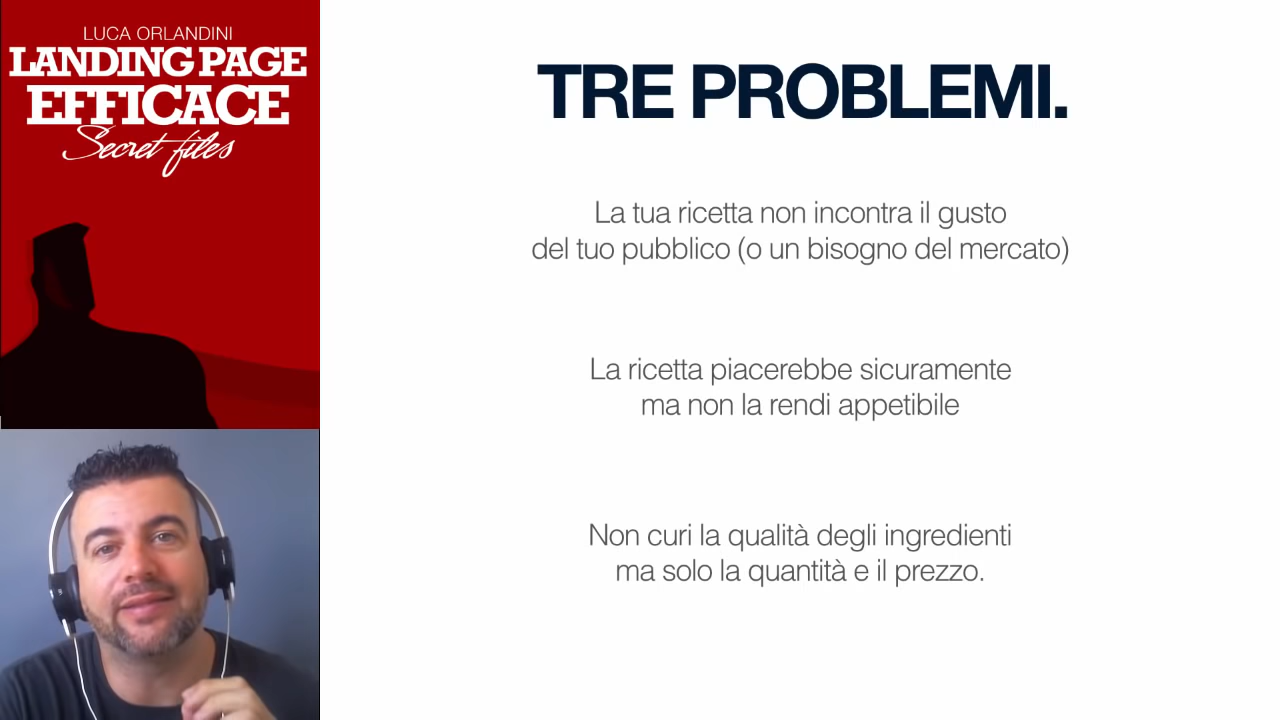 LUCA ORLANDINI
LANDING PAGE
EFFICACE
Secret files
TRE PROBLEMI.
La tua ricetta non incontra il gusto
del tuo pubblico (o un bisogno del mercato)
La ricetta piacerebbe sicuramente
ma non la rendi appetibile
Non curi la qualità degli ingredienti
ma solo la quantità e il prezzo.